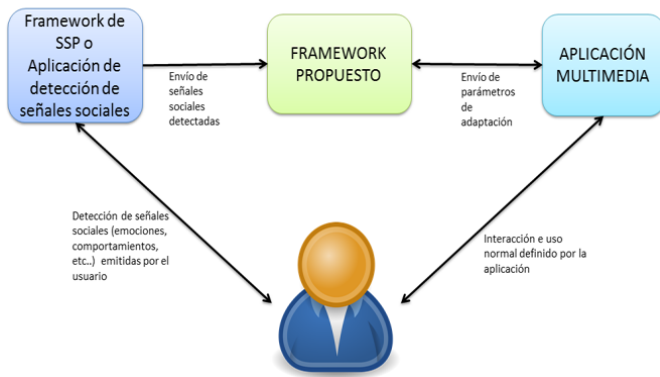 Framework de
SSP o
Aplicación de
detección de
señales sociales
Envío de
señales
sociales
detectadas
FRAMEWORK
PROPUESTO
Envío de
parámetros
de
adaptación
APLICACIÓN
MULTIMEDIA
Detección de señales
sociales (emociones,
comportamientos,
etc..) emitidas por el
usuario
Interacción e uso
normal definido por la
aplicación